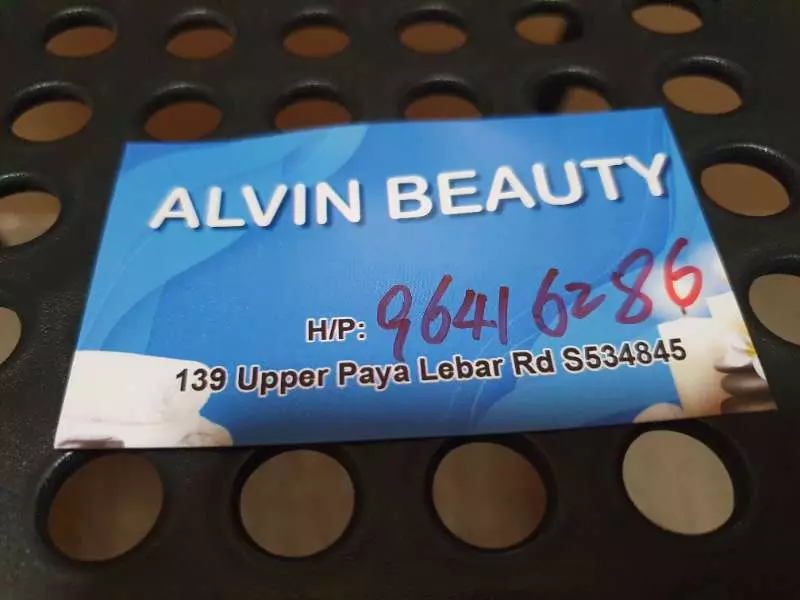 ALVIN BEAUTY
H/P: 96416286
139 Upper Paya Lebar Rd S534845